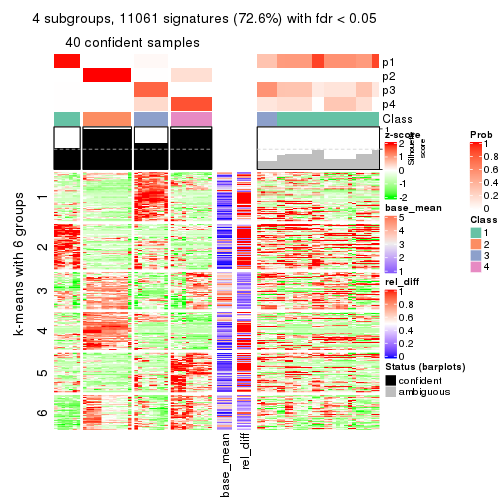 4 subgroups, 11061 signatures (72.6%) with fdr < 0.05
40 confident samples
p1
p2
p3
p4
Class
1
Silhouette
score
k-means with 6 groups
1
2
3
4
5
6
base_mean
rel_diff
z-score
2
1
0
-1
-2
base_mean
5
4
3
2
1
rel_diff
1
0.8
0.6
0.4
0.2
0
Status (barplots)
confident
ambiguous
Prob
1
0.8
0.6
0.4
0.2
0
Class
1
2
3
4